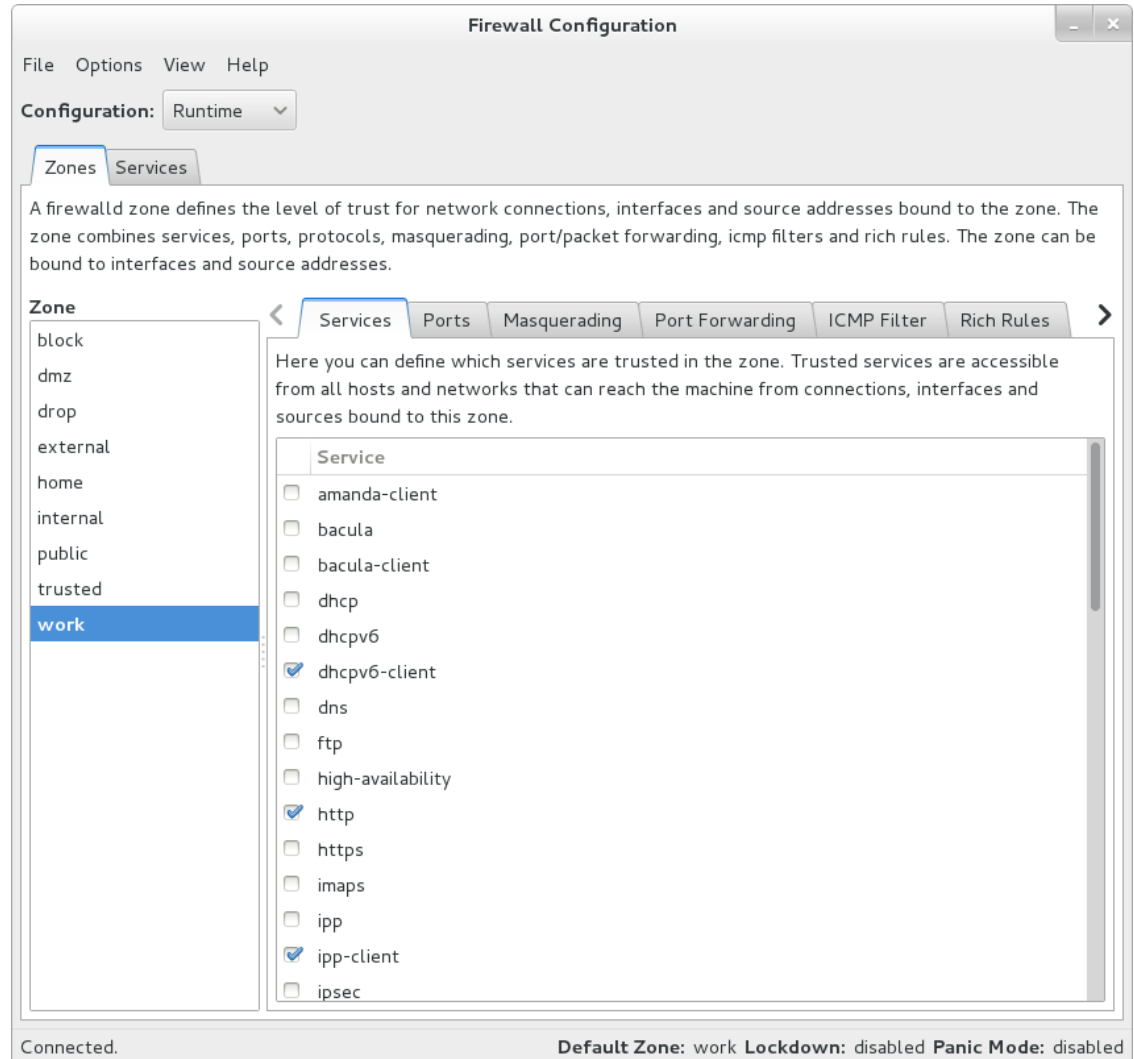 Firewall Configuration
File Options View Help
Configuration: Runtime
Zones Services
A firewalld zone defines the level of trust for network connections, interfaces and source addresses bound to the zone. The
zone combines services, ports, protocols, masquerading, port/packet forwarding, icmp filters and rich rules. The zone can be
bound to interfaces and source addresses.
Zone
block
dmz
drop
external
home
internal
public
trusted
work
Services Ports Masquerading Port Forwarding ICMP Filter Rich Rules
Here you can define which services are trusted in the zone. Trusted services are accessible
from all hosts and networks that can reach the machine from connections, interfaces and
sources bound to this zone.
Service
amanda-client
bacula
bacula-client
dhcp
dhcpv6
dhcpv6-client
dns
ftp
high-availability
http
https
imaps
ipp
ipp-client
ipsec
Connected.
Default Zone: work Lockdown: disabled Panic Mode: disabled